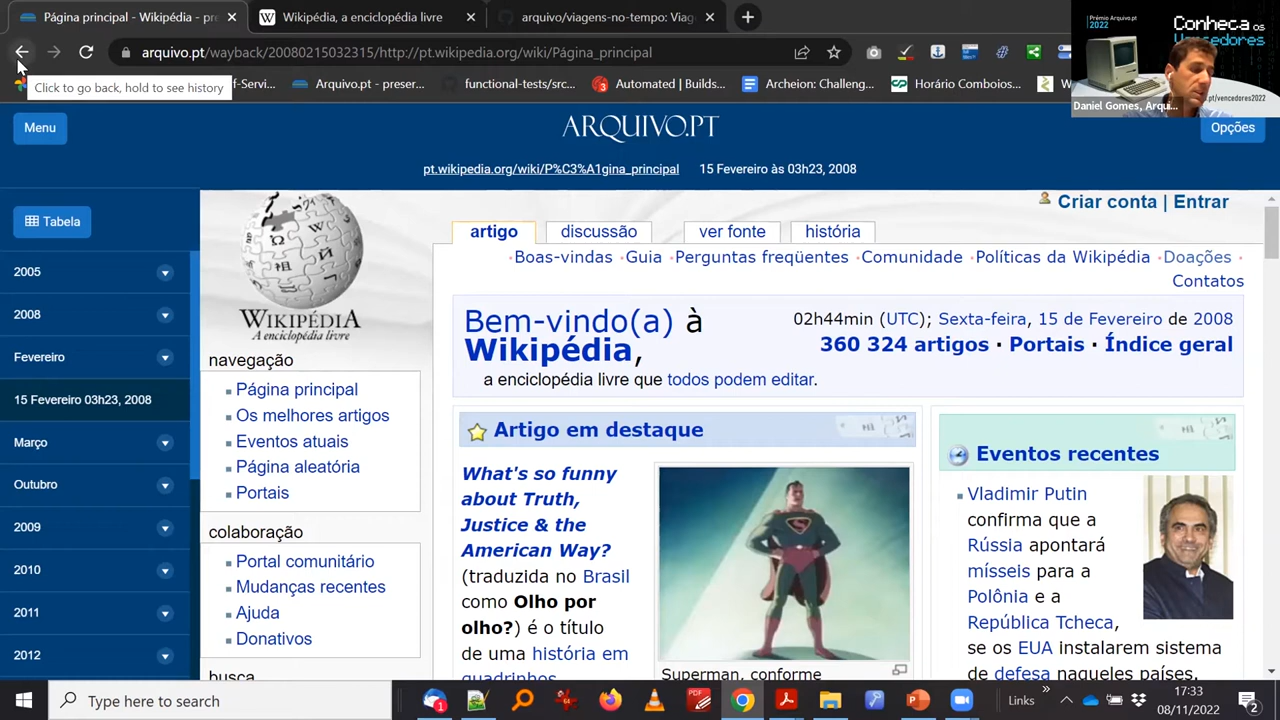 Página principal - Wikipédia - pre
Wikipédia, a enciclopédia livre
arquivo/viagens-no-tempo: Viag
arquivo.pt/wayback/20080215032315/http://pt.wikipedia.org/wiki/Pagina_principal
Click to go back, hold to see history
f-Servi...
Arquivo.pt - preser...
functional-tests/src...
Automated | Builds...
Archeion: Challeng...
Horário Comboios...
Prémio Arquivo.pt
2022
Conheça os
Vencedores
.pt/vencedores2022
Daniel Gomes, Arqui...
Menu
ARQUIVO.PT
Opções
pt.wikipedia.org/wiki/P%C3%A1gina_principal
15 Fevereiro às 03h23, 2008
Tabela
2005
2008
Fevereiro
15 Fevereiro 03h23, 2008
Março
Outubro
2009
2010
2011
2012
WIKIPÉDIA
A enciclopédia livre
navegação
Página principal
Os melhores artigos
Eventos atuais
Página aleatória
Portais
colaboração
Portal comunitário
Mudanças recentes
Ajuda
Donativos
busca
Criar conta | Entrar
artigo
discussão
ver fonte
história
·Boas-vindas ·Guia ·Perguntas freqüentes ·Comunidade ·Políticas da Wikipédia ·Doações ·
Contatos
Bem-vindo(a) à
Wikipédia,
a enciclopédia livre que todos podem editar.
02h44min (UTC); Sexta-feira, 15 de Fevereiro de 2008
360 324 artigos · Portais · Índice geral
Artigo em destaque
What's so funny
about Truth,
Justice & the
American Way?
(traduzida no Brasil
como Olho por
olho?) é o título
de uma história em
quadrinhos,
Superman, conforme
Eventos recentes
Vladimir Putin
confirma que a
Rússia apontará
mísseis para a
Polônia e a
República Tcheca,
se os EUA instalarem sistema
de defesa naqueles países.
Type here to search
Links
17:33
08/11/2022